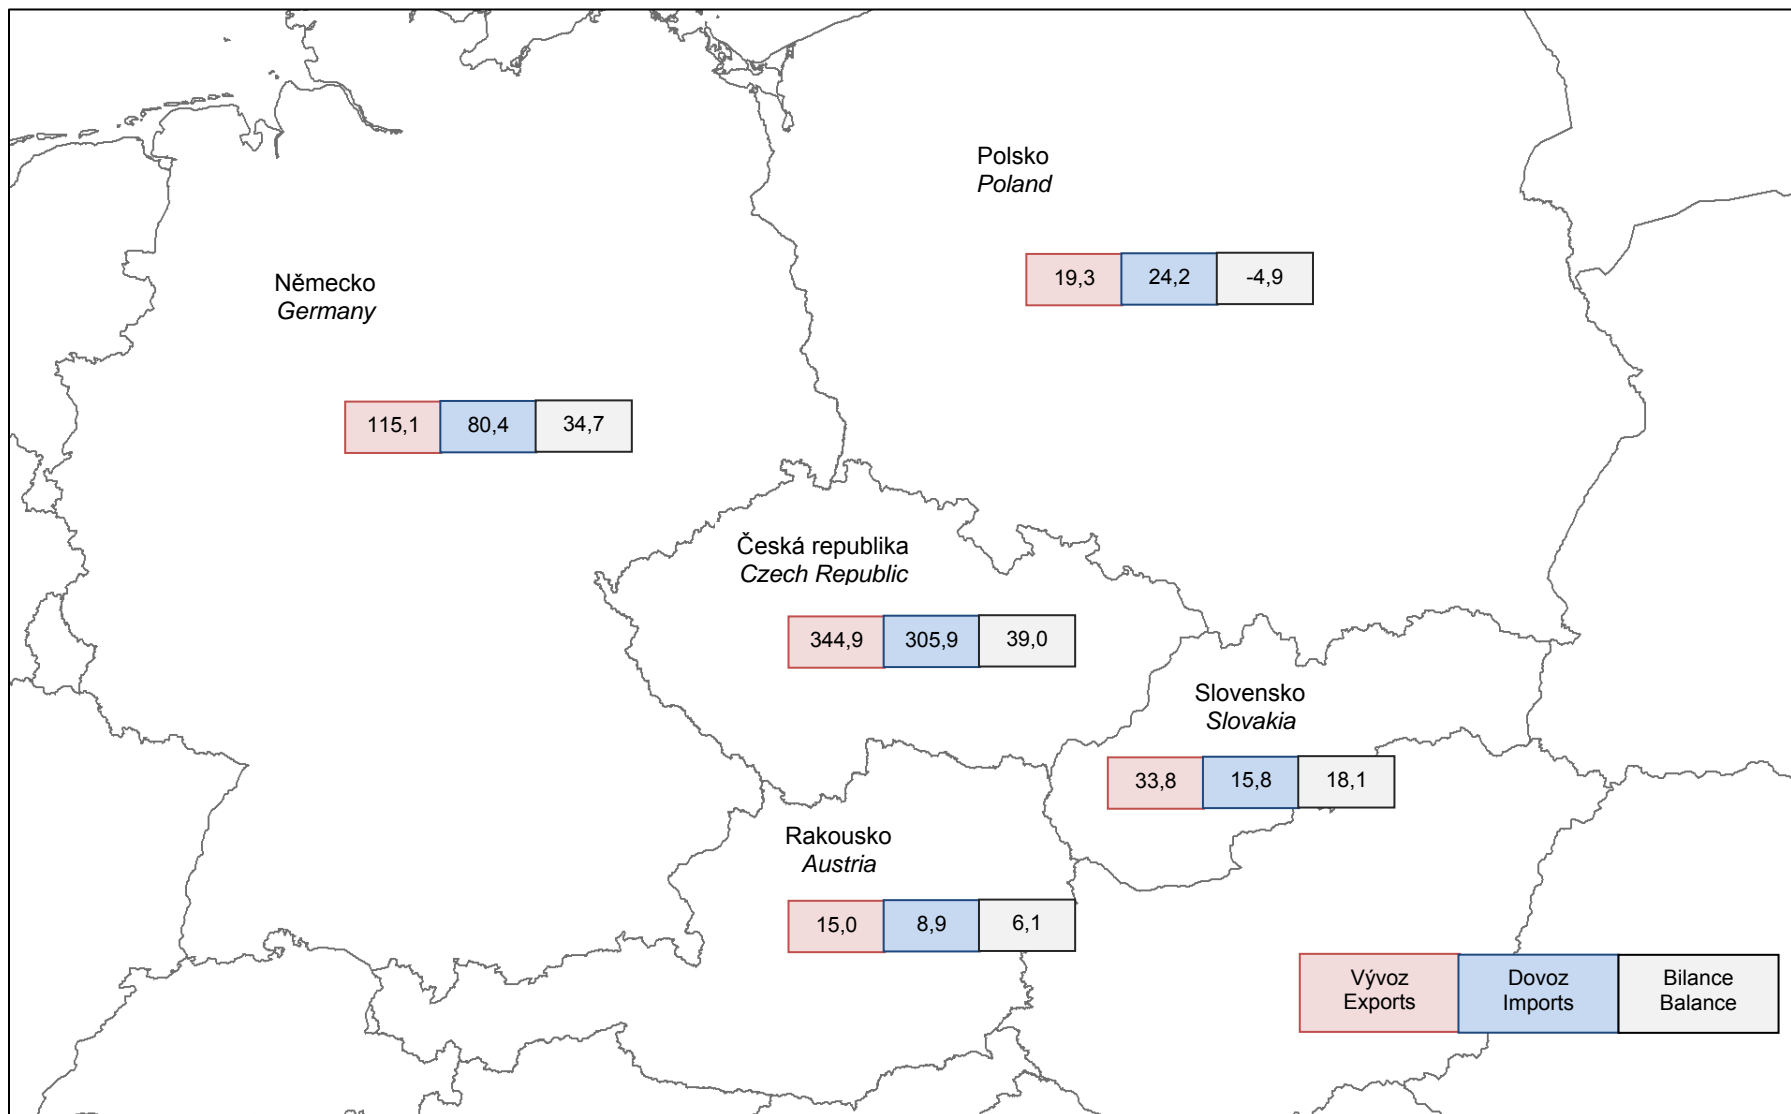 Polsko
Poland
19,3 24,2 -4,9
Německo
Germany
115,1 80,4 34,7
Česká republika
Czech Republic
344,9 305,9 39,0
Slovensko
Slovakia
33,8 15,8 18,1
Rakousko
Austria
15,0 8,9 6,1
Vývoz Dovoz Bilance
Exports Imports Balance